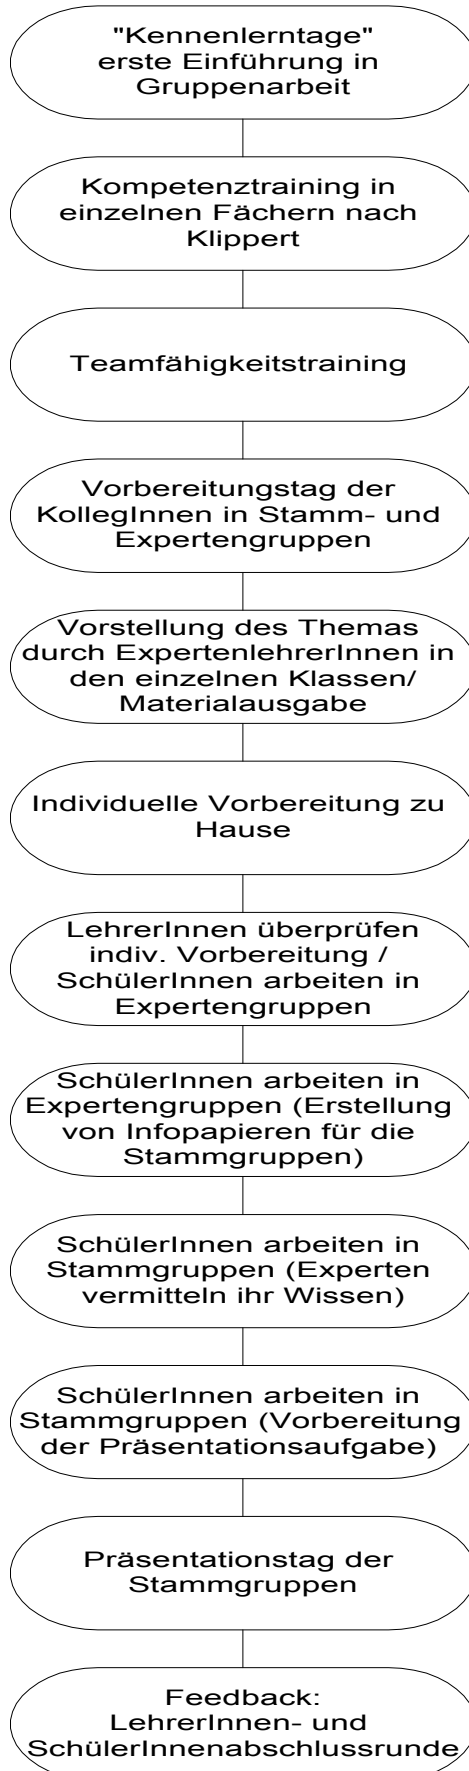 "Kennenlerntage"
erste Einführung in
Gruppenarbeit
Kompetenztraining in
einzelnen Fächern nach
Klippert
Teamfähigkeitstraining
Vorbereitungstag der
KollegInnen in Stamm- und
Expertengruppen
Vorstellung des Themas
durch ExpertenlehrerInnen in
den einzelnen Klassen/
Materialausgabe
Individuelle Vorbereitung zu
Hause
LehrerInnen überprüfen
indiv. Vorbereitung /
SchülerInnen arbeiten in
Expertengruppen
SchülerInnen arbeiten in
Expertengruppen (Erstellung
von Infopapieren für die
Stammgruppen)
SchülerInnen arbeiten in
Stammgruppen (Experten
vermitteln ihr Wissen)
SchülerInnen arbeiten in
Stammgruppen (Vorbereitung
der Präsentationsaufgabe)
Präsentationstag der
Stammgruppen
Feedback:
LehrerInnen- und
SchülerInnenabschlussrunde